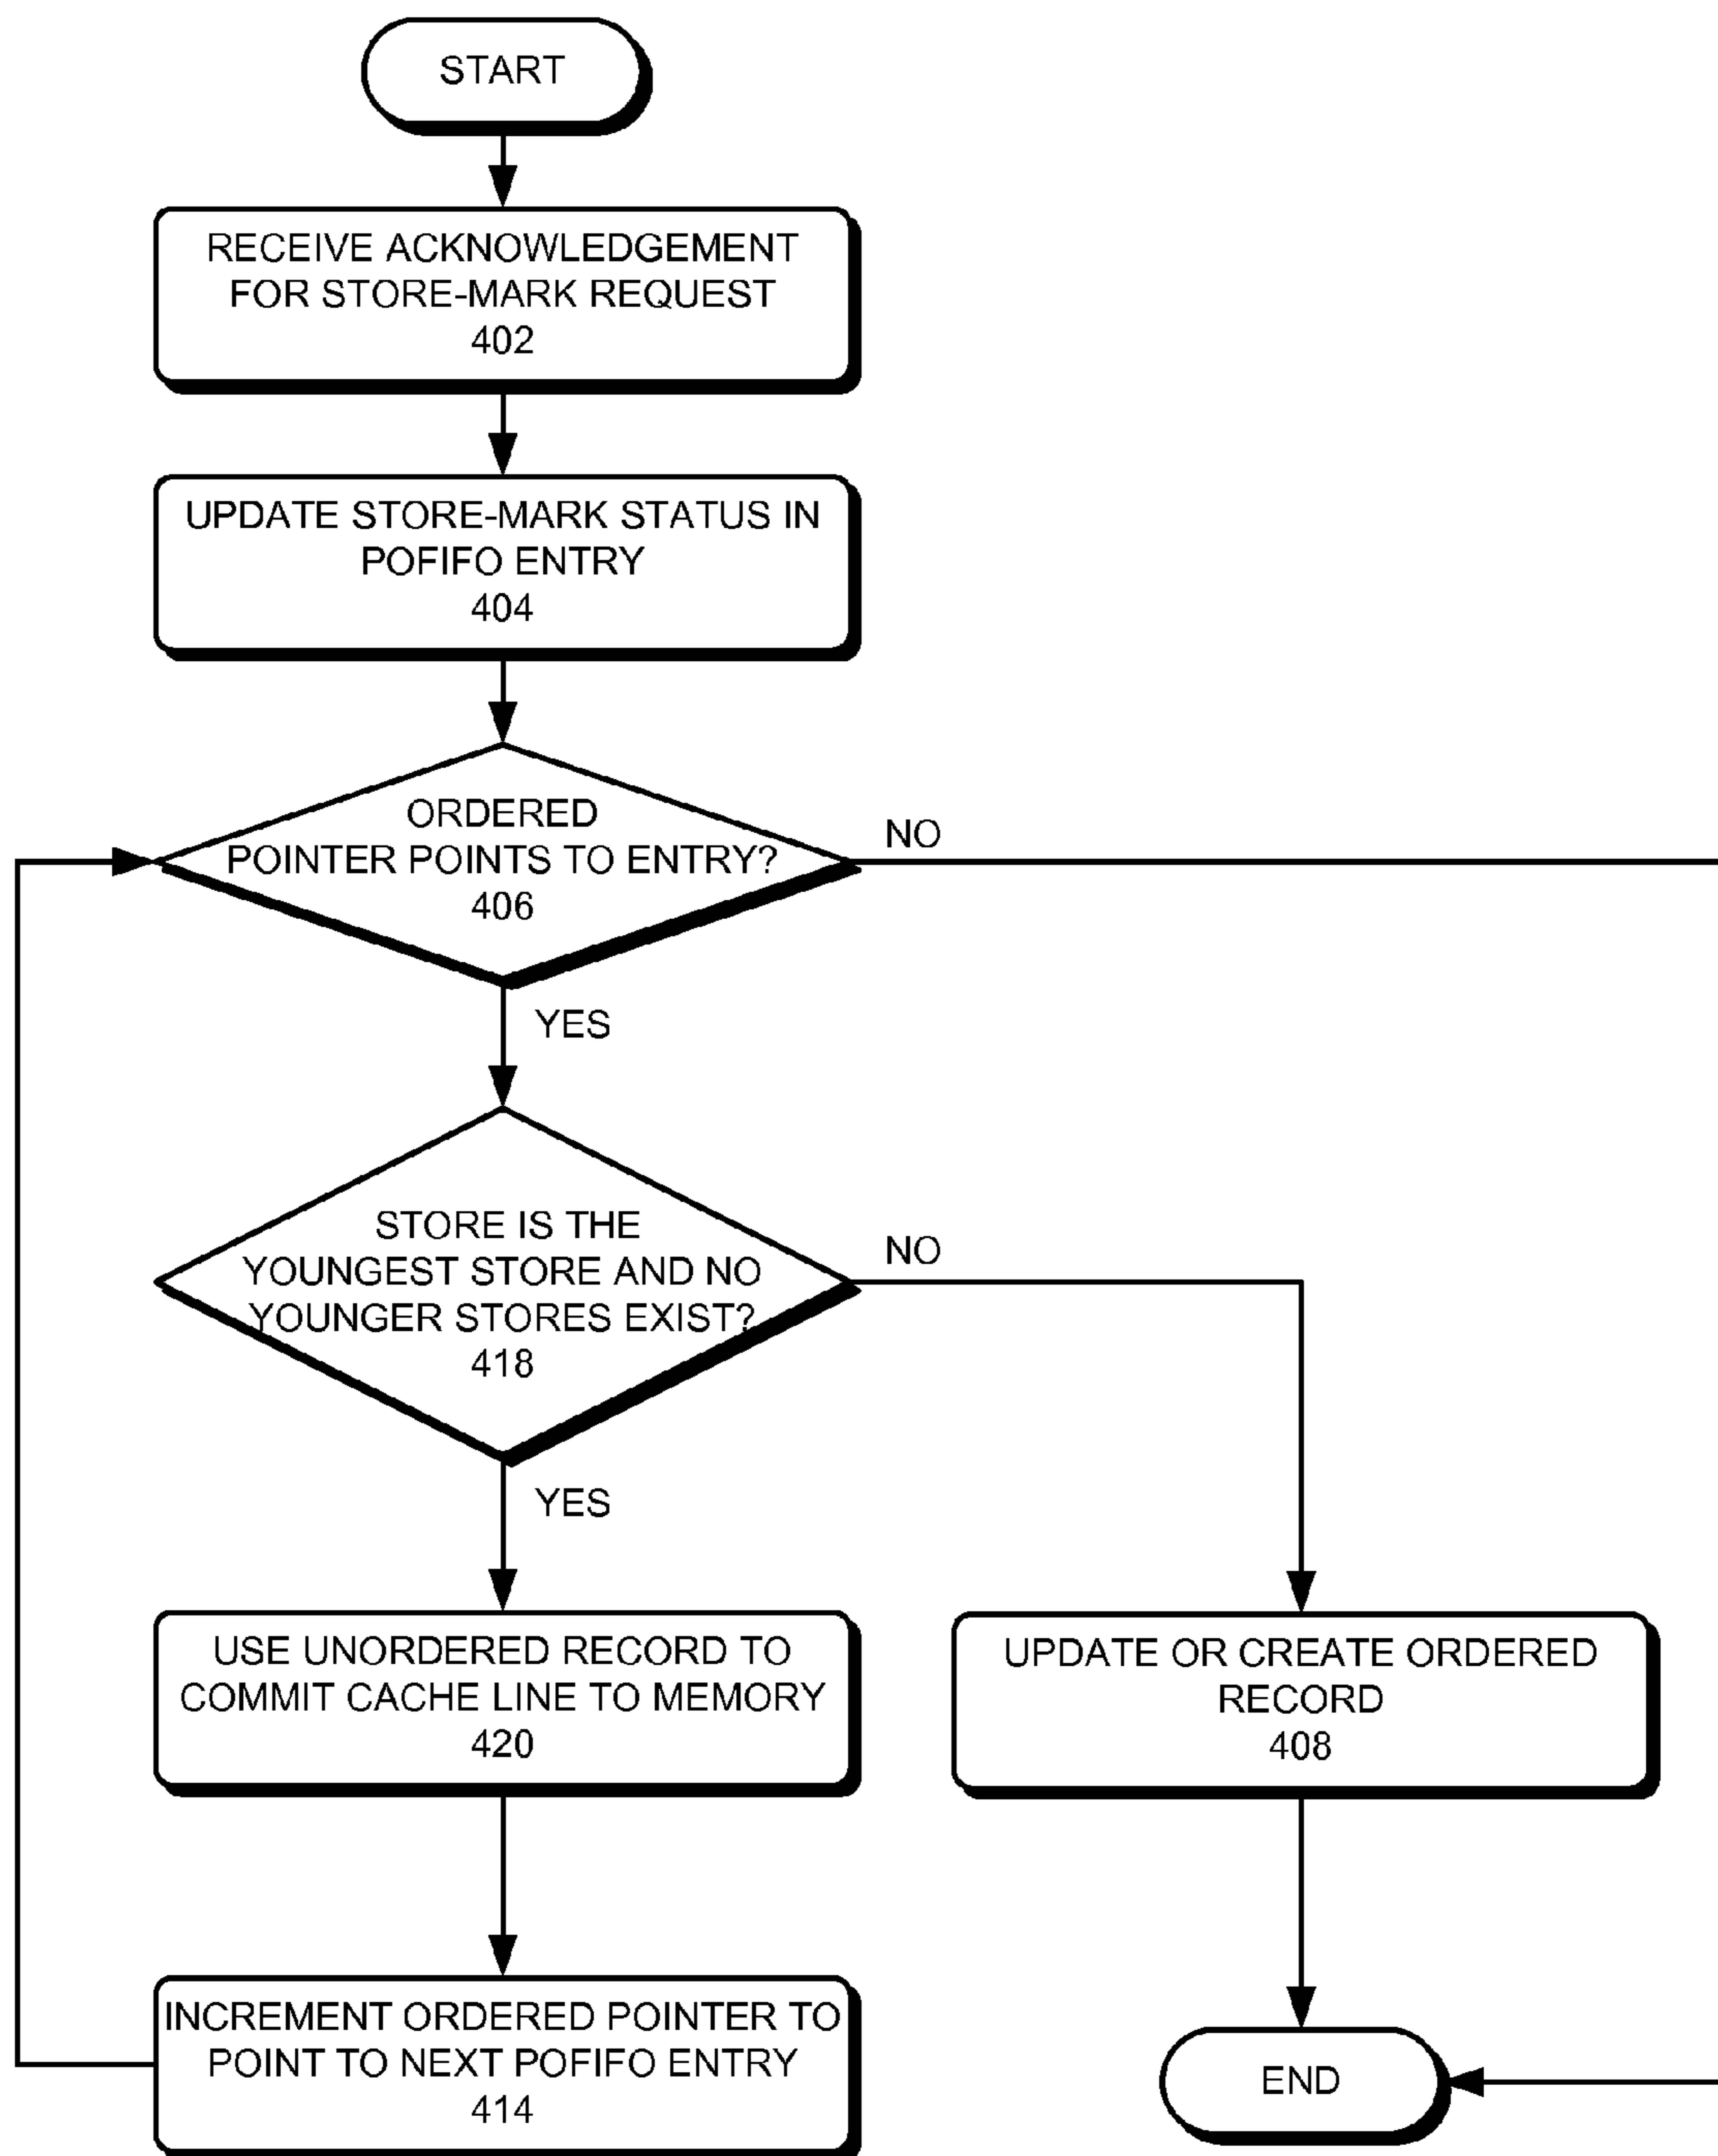 START
RECEIVE ACKNOWLEDGEMENT
FOR STORE-MARK REQUEST
402
UPDATE STORE-MARK STATUS IN
POFIFO ENTRY
404
ORDERED
POINTER POINTS TO ENTRY?
406
NO
YES
STORE IS THE
YOUNGEST STORE AND NO
YOUNGER STORES EXIST?
418
NO
YES
USE UNORDERED RECORD TO
COMMIT CACHE LINE TO MEMORY
420
UPDATE OR CREATE ORDERED
RECORD
408
INCREMENT ORDERED POINTER TO
POINT TO NEXT POFIFO ENTRY
414
END